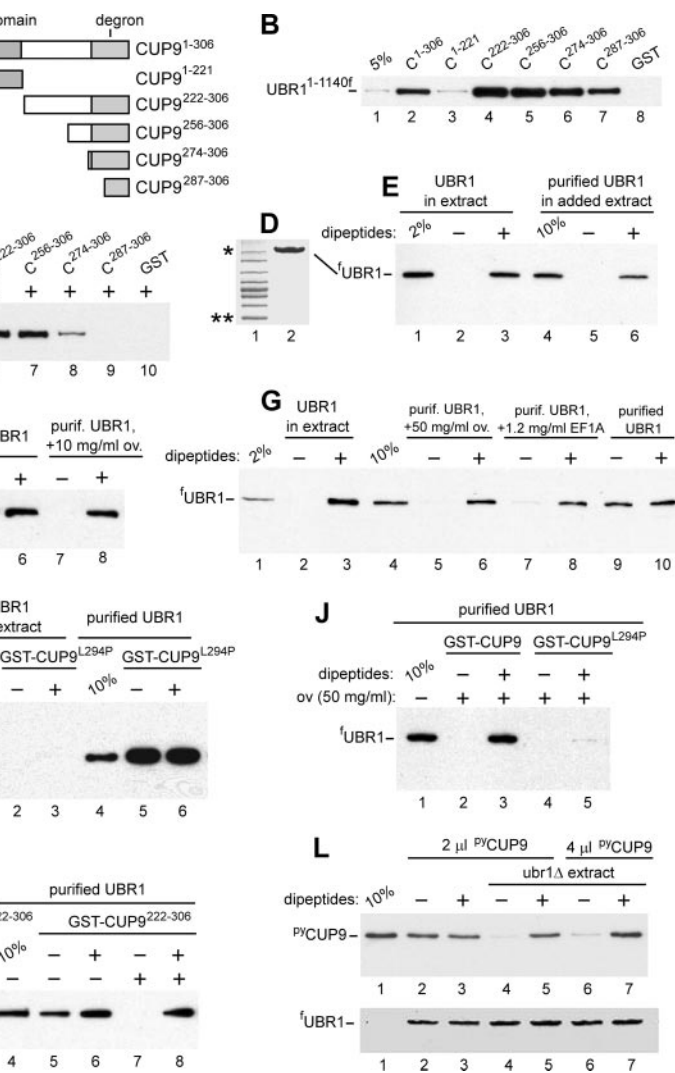 omain degron
CUP9^1-306
CUP9^1-221
CUP9^222-306
CUP9^256-306
CUP9^274-306
CUP9^287-306
B
5% C^1-306 C^1-221 C^222-306 C^256-306 C^274-306 C^287-306 GST
UBR1^1-1140f
1 2 3 4 5 6 7 8
222-306 C^256-306 C^274-306 C^287-306 GST
+ + + +
7 8 9 10
D
*
**
1 2
E
UBR1 in extract
purified UBR1 in added extract
dipeptides: 2% − + 10% − +
fUBR1−
1 2 3 4 5 6
BR1
purif. UBR1, +10 mg/ml ov.
+ − +
6 7 8
G
UBR1 in extract
purif. UBR1, +50 mg/ml ov.
purif. UBR1, +1.2 mg/ml EF1A
purified UBR1
dipeptides: 2% − + 10% − + − + − +
fUBR1−
1 2 3 4 5 6 7 8 9 10
BR1 extract
purified UBR1
GST-CUP9^L294P GST-CUP9^L294P
− + 10% − +
2 3 4 5 6
J
purified UBR1
GST-CUP9 GST-CUP9^L294P
dipeptides: 10% − + − +
ov (50 mg/ml): − + + + +
fUBR1−
1 2 3 4 5
purified UBR1
22-306 GST-CUP9^222-306
10% − + − +
− − − + +
4 5 6 7 8
L
2 μl pyCUP9 4 μl pyCUP9
ubr1Δ extract
dipeptides: 10% − + − + − +
pyCUP9−
1 2 3 4 5 6 7
fUBR1−
1 2 3 4 5 6 7